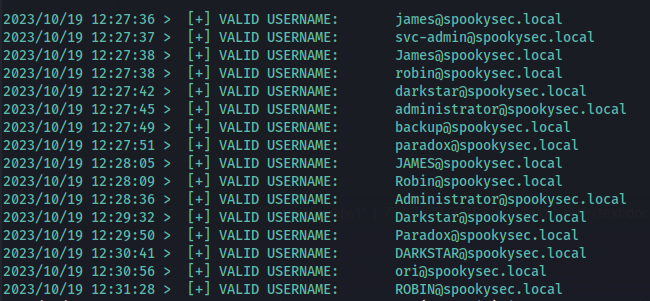 2023/10/19 12:27:36 > [+] VALID USERNAME: james@spookysec.local
2023/10/19 12:27:37 > [+] VALID USERNAME: svc-admin@spookysec.local
2023/10/19 12:27:38 > [+] VALID USERNAME: James@spookysec.local
2023/10/19 12:27:38 > [+] VALID USERNAME: robin@spookysec.local
2023/10/19 12:27:42 > [+] VALID USERNAME: darkstar@spookysec.local
2023/10/19 12:27:45 > [+] VALID USERNAME: administrator@spookysec.local
2023/10/19 12:27:49 > [+] VALID USERNAME: backup@spookysec.local
2023/10/19 12:27:51 > [+] VALID USERNAME: paradox@spookysec.local
2023/10/19 12:28:05 > [+] VALID USERNAME: JAMES@spookysec.local
2023/10/19 12:28:09 > [+] VALID USERNAME: Robin@spookysec.local
2023/10/19 12:28:36 > [+] VALID USERNAME: Administrator@spookysec.local
2023/10/19 12:29:32 > [+] VALID USERNAME: Darkstar@spookysec.local
2023/10/19 12:29:50 > [+] VALID USERNAME: Paradox@spookysec.local
2023/10/19 12:30:41 > [+] VALID USERNAME: DARKSTAR@spookysec.local
2023/10/19 12:30:56 > [+] VALID USERNAME: ori@spookysec.local
2023/10/19 12:31:28 > [+] VALID USERNAME: ROBIN@spookysec.local